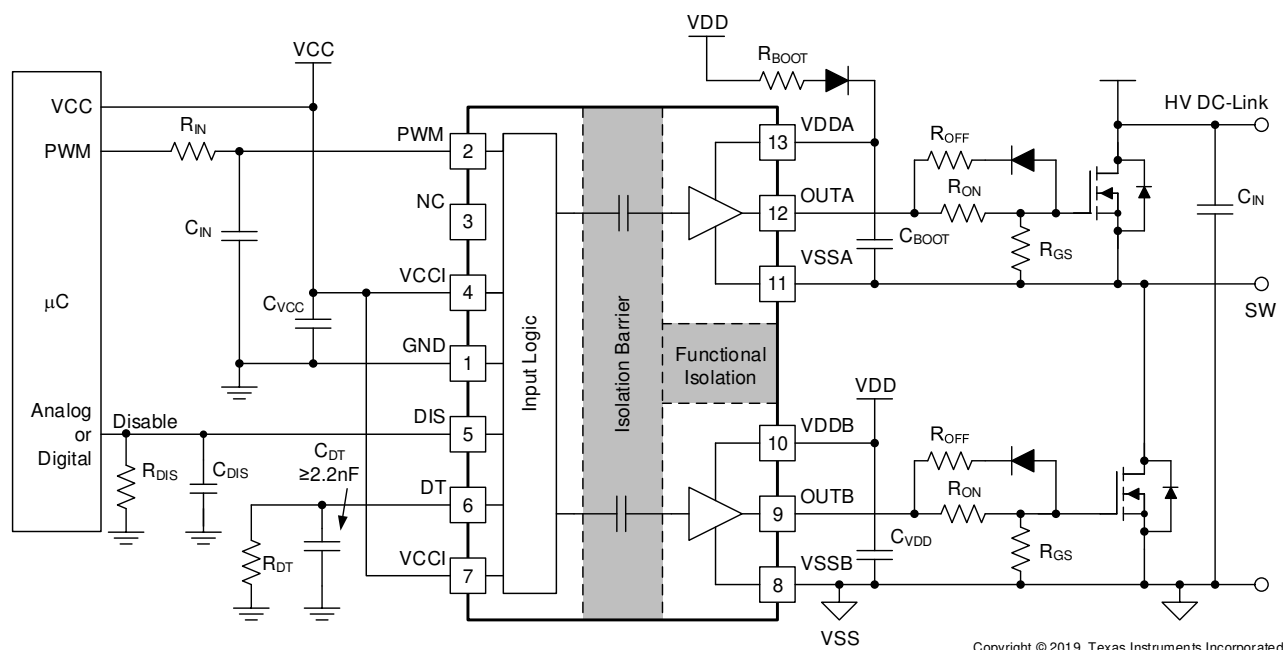 VDD
R_BOOT
VCC
VCC
PWM
μC
Analog
or
Digital
Disable
R_IN
C_IN
C_VCC
R_DIS
C_DIS
C_DT
≥2.2nF
R_DT
PWM
2
NC
3
VCCI
4
GND
1
DIS
5
DT
6
VCCI
7
Input Logic
Isolation Barrier
Functional
Isolation
VDDA
13
OUTA
12
VSSA
11
C_BOOT
R_OFF
R_ON
R_GS
HV DC-Link
C_IN
SW
VDD
VDDB
10
OUTB
9
VSSB
8
C_VDD
R_OFF
R_ON
R_GS
VSS
Copyright © 2019, Texas Instruments Incorporated